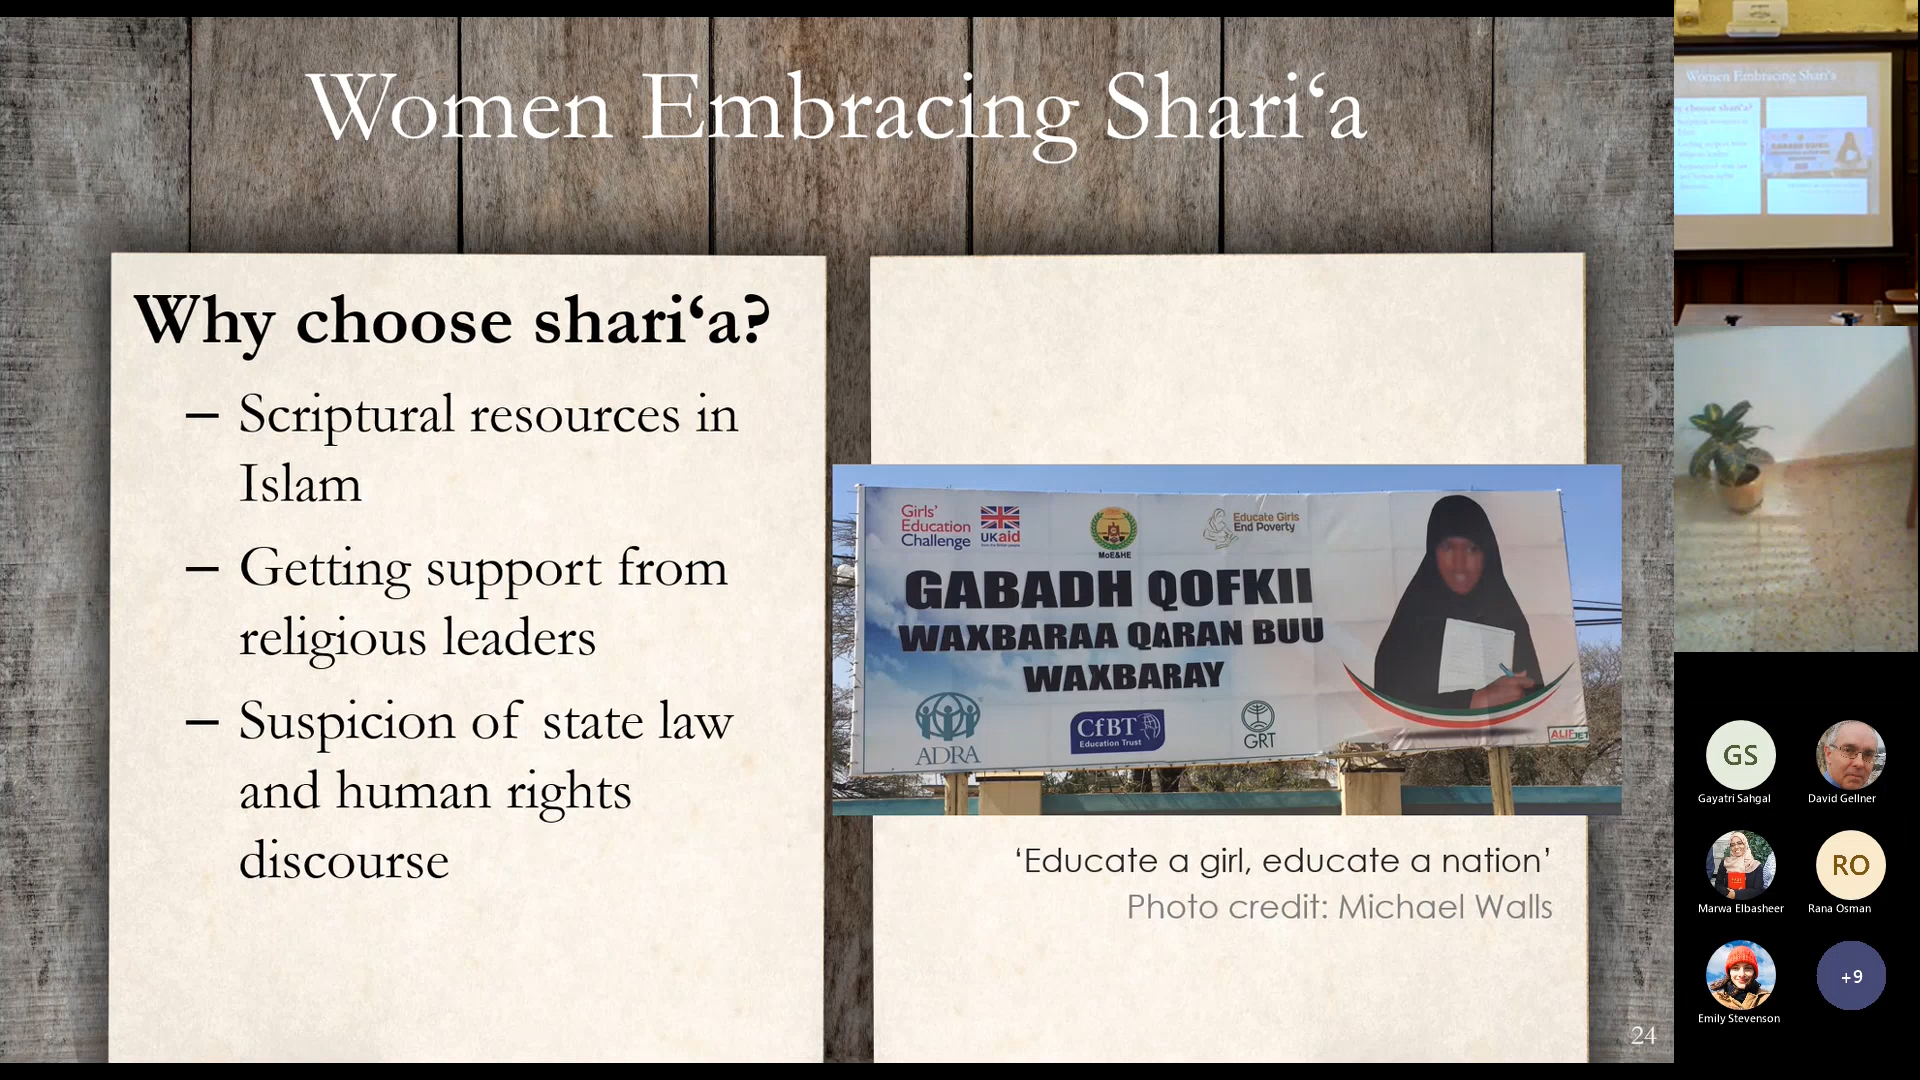 Women Embracing Shari‘a
Why choose shari‘a?
– Scriptural resources in
Islam
– Getting support from
religious leaders
– Suspicion of state law
and human rights
discourse
Girls’
Education
Challenge
UKaid
MoE&HE
Educate Girls
End Poverty
GABADH QOFKII
WAXBARAA QARAN BUU
WAXBARAY
ADRA
CfBT
Education Trust
GRT
ALIFJET
‘Educate a girl, educate a nation’
Photo credit: Michael Walls
24
Women Embracing Shari‘a
GS
Gayatri Sahgal
David Gellner
Marwa Elbasheer
RO
Rana Osman
Emily Stevenson
+9